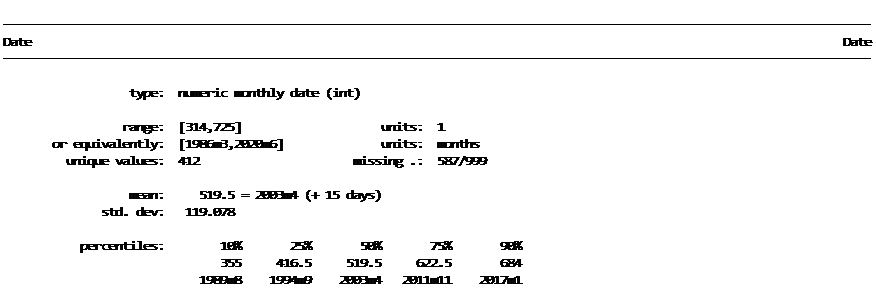 Date Date
type: numeric monthly date (int)
range: [314,725] units: 1
or equivalently: [1986m3,2020m6] units: months
unique values: 412 missing .: 587/999
mean: 519.5 = 2003m4 (+ 15 days)
std. dev: 119.078
percentiles: 10% 25% 50% 75% 90%
355 416.5 519.5 622.5 684
1989m8 1994m9 2003m4 2011m11 2017m1